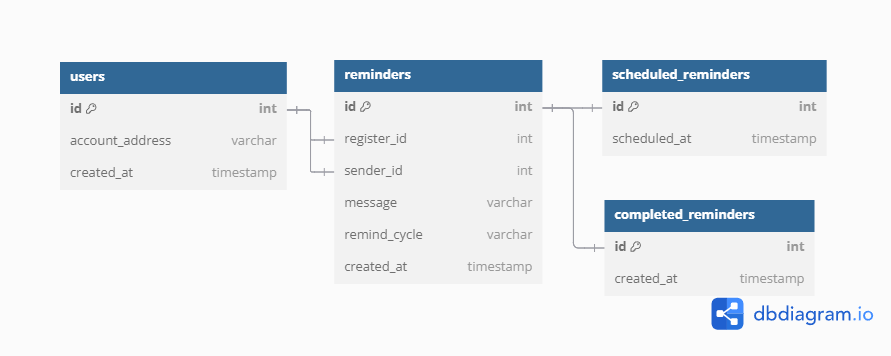 users
id int
account_address varchar
created_at timestamp
reminders
id int
register_id int
sender_id int
message varchar
remind_cycle varchar
created_at timestamp
scheduled_reminders
id int
scheduled_at timestamp
completed_reminders
id int
created_at timestamp
dbdiagram.io